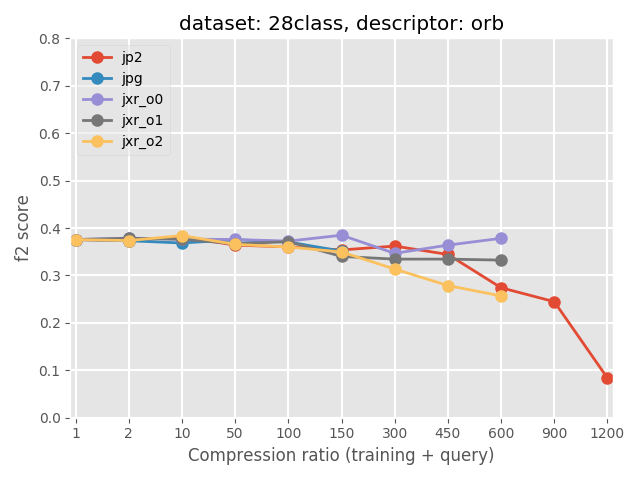 dataset: 28class, descriptor: orb
0.8
0.7
0.6
0.5
0.4
0.3
0.2
0.1
0.0
f2 score
jp2
jpg
jxr_o0
jxr_o1
jxr_o2
1 2 10 50 100 150 300 450 600 900 1200
Compression ratio (training + query)